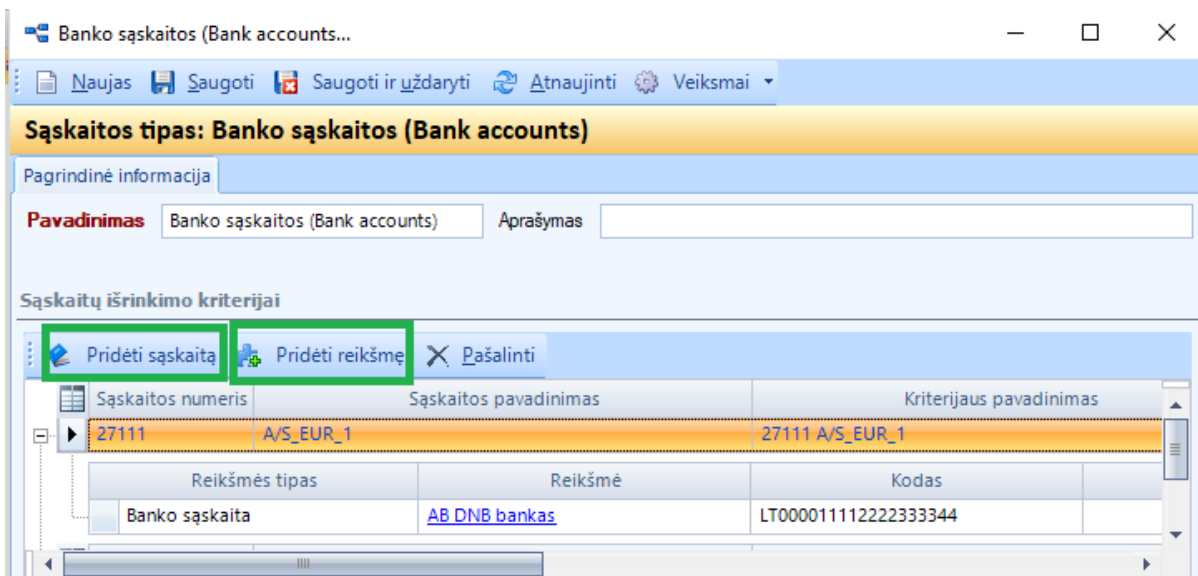 Banko sąskaitos (Bank accounts...
Naujas Saugoti Saugoti ir uždaryti Atnaujinti Veiksmai
Sąskaitos tipas: Banko sąskaitos (Bank accounts)
Pagrindinė informacija
Pavadinimas Banko sąskaitos (Bank accounts) Aprašymas
Sąskaitų išrinkimo kriterijai
Pridėti sąskaitą Pridėti reikšmę Pašalinti
Sąskaitos numeris Sąskaitos pavadinimas Kriterijaus pavadinimas
27111 A/S_EUR_1 27111 A/S_EUR_1
Reikšmės tipas Reikšmė Kodas
Banko sąskaita AB DNB bankas LT000011112222333344